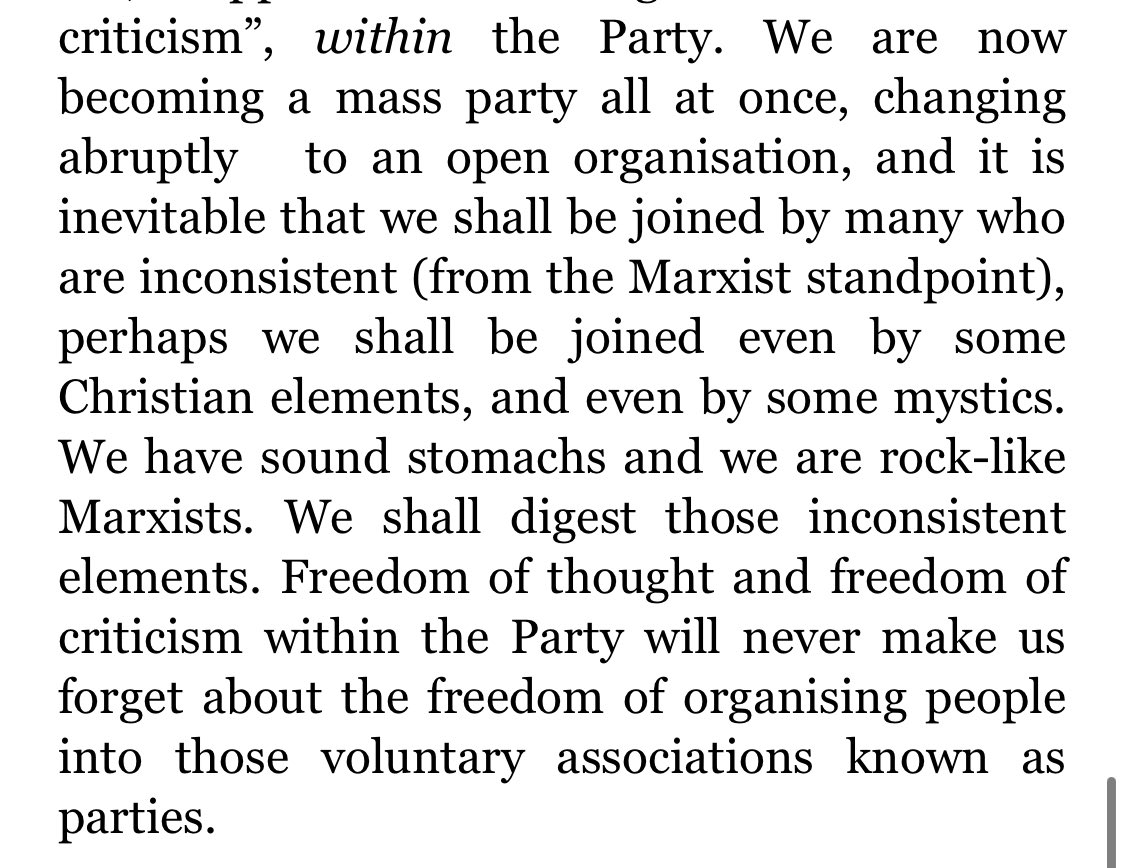 criticism”, within the Party. We are now
becoming a mass party all at once, changing
abruptly to an open organisation, and it is
inevitable that we shall be joined by many who
are inconsistent (from the Marxist standpoint),
perhaps we shall be joined even by some
Christian elements, and even by some mystics.
We have sound stomachs and we are rock-like
Marxists. We shall digest those inconsistent
elements. Freedom of thought and freedom of
criticism within the Party will never make us
forget about the freedom of organising people
into those voluntary associations known as
parties.